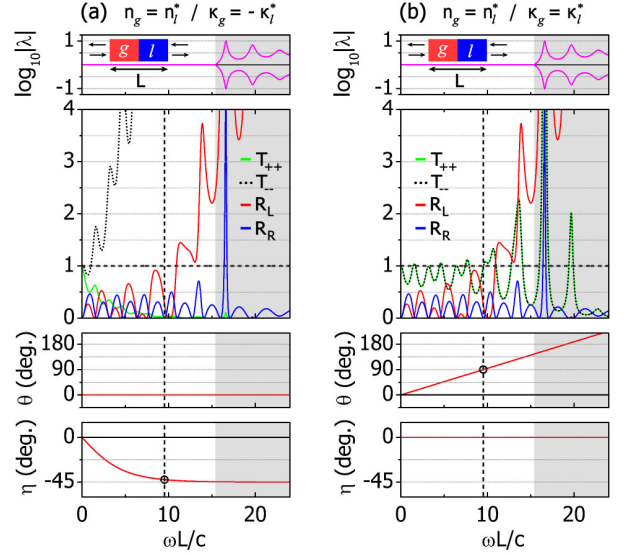 (a) n_g = n_l^* / κ_g = - κ_l^*
(b) n_g = n_l^* / κ_g = κ_l^*
log₁₀|λ|
1
-1
g l
L
log₁₀|λ|
1
-1
g l
L
4
3
2
1
0
T₊₊
T₋₋
R_L
R_R
4
3
2
1
0
T₊₊
T₋₋
R_L
R_R
θ (deg.)
180
90
0
θ (deg.)
180
90
0
η (deg.)
0
-45
η (deg.)
0
-45
0 10 20
ωL/c
0 10 20
ωL/c